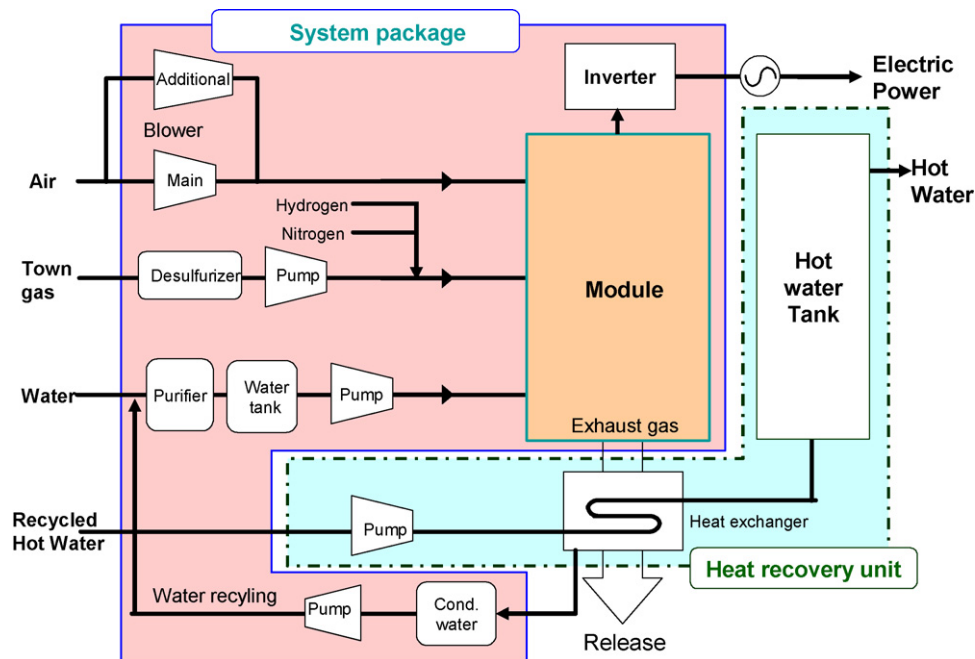 System package
Additional
Blower
Inverter
Electric
Power
Air
Main
Hot
Water
Hydrogen
Nitrogen
Town
gas
Desulfurizer
Pump
Module
Hot
water
Tank
Water
Purifier
Water
tank
Pump
Exhaust gas
Recycled
Hot Water
Pump
Heat exchanger
Heat recovery unit
Water recyling
Pump
Cond.
water
Release